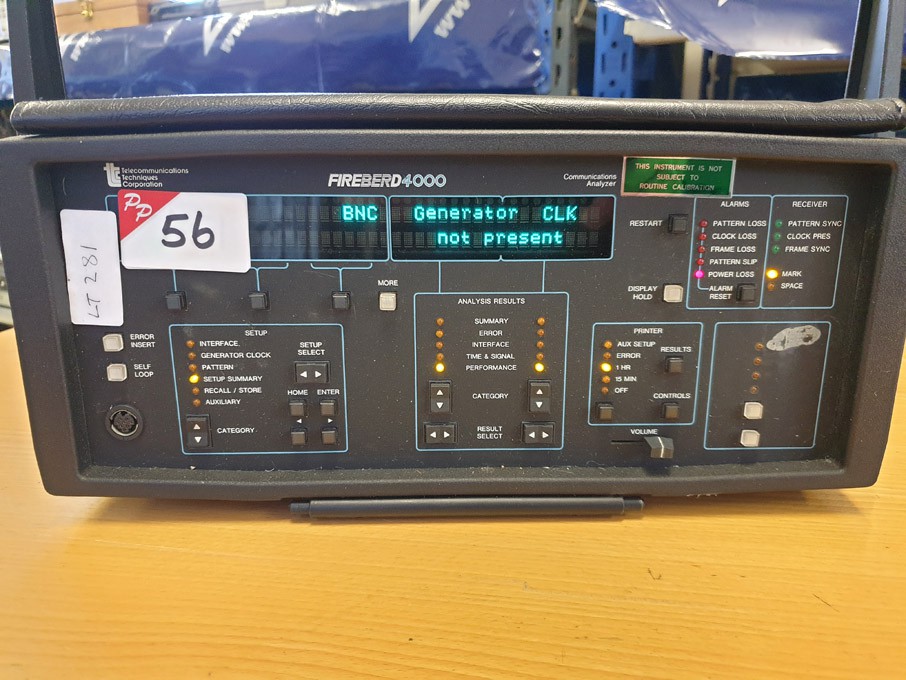 Telecommunications
Techniques
Corporation
FIREBERD 4000
Communications
Analyzer
THIS INSTRUMENT IS NOT
SUBJECT TO
ROUTINE CALIBRATION
PP
56
LT 281
BNC
Generator CLK
not present
RESTART
DISPLAY
HOLD
ALARMS
PATTERN LOSS
CLOCK LOSS
FRAME LOSS
PATTERN SLIP
POWER LOSS
ALARM
RESET
RECEIVER
PATTERN SYNC
CLOCK PRES
FRAME SYNC
MARK
SPACE
MORE
ERROR
INSERT
SELF
LOOP
SETUP
INTERFACE
GENERATOR CLOCK
PATTERN
SETUP SUMMARY
RECALL / STORE
AUXILIARY
CATEGORY
SETUP
SELECT
HOME
ENTER
ANALYSIS RESULTS
SUMMARY
ERROR
INTERFACE
TIME & SIGNAL
PERFORMANCE
CATEGORY
RESULT
SELECT
PRINTER
AUX SETUP
ERROR
1 HR
15 MIN
OFF
RESULTS
CONTROLS
VOLUME